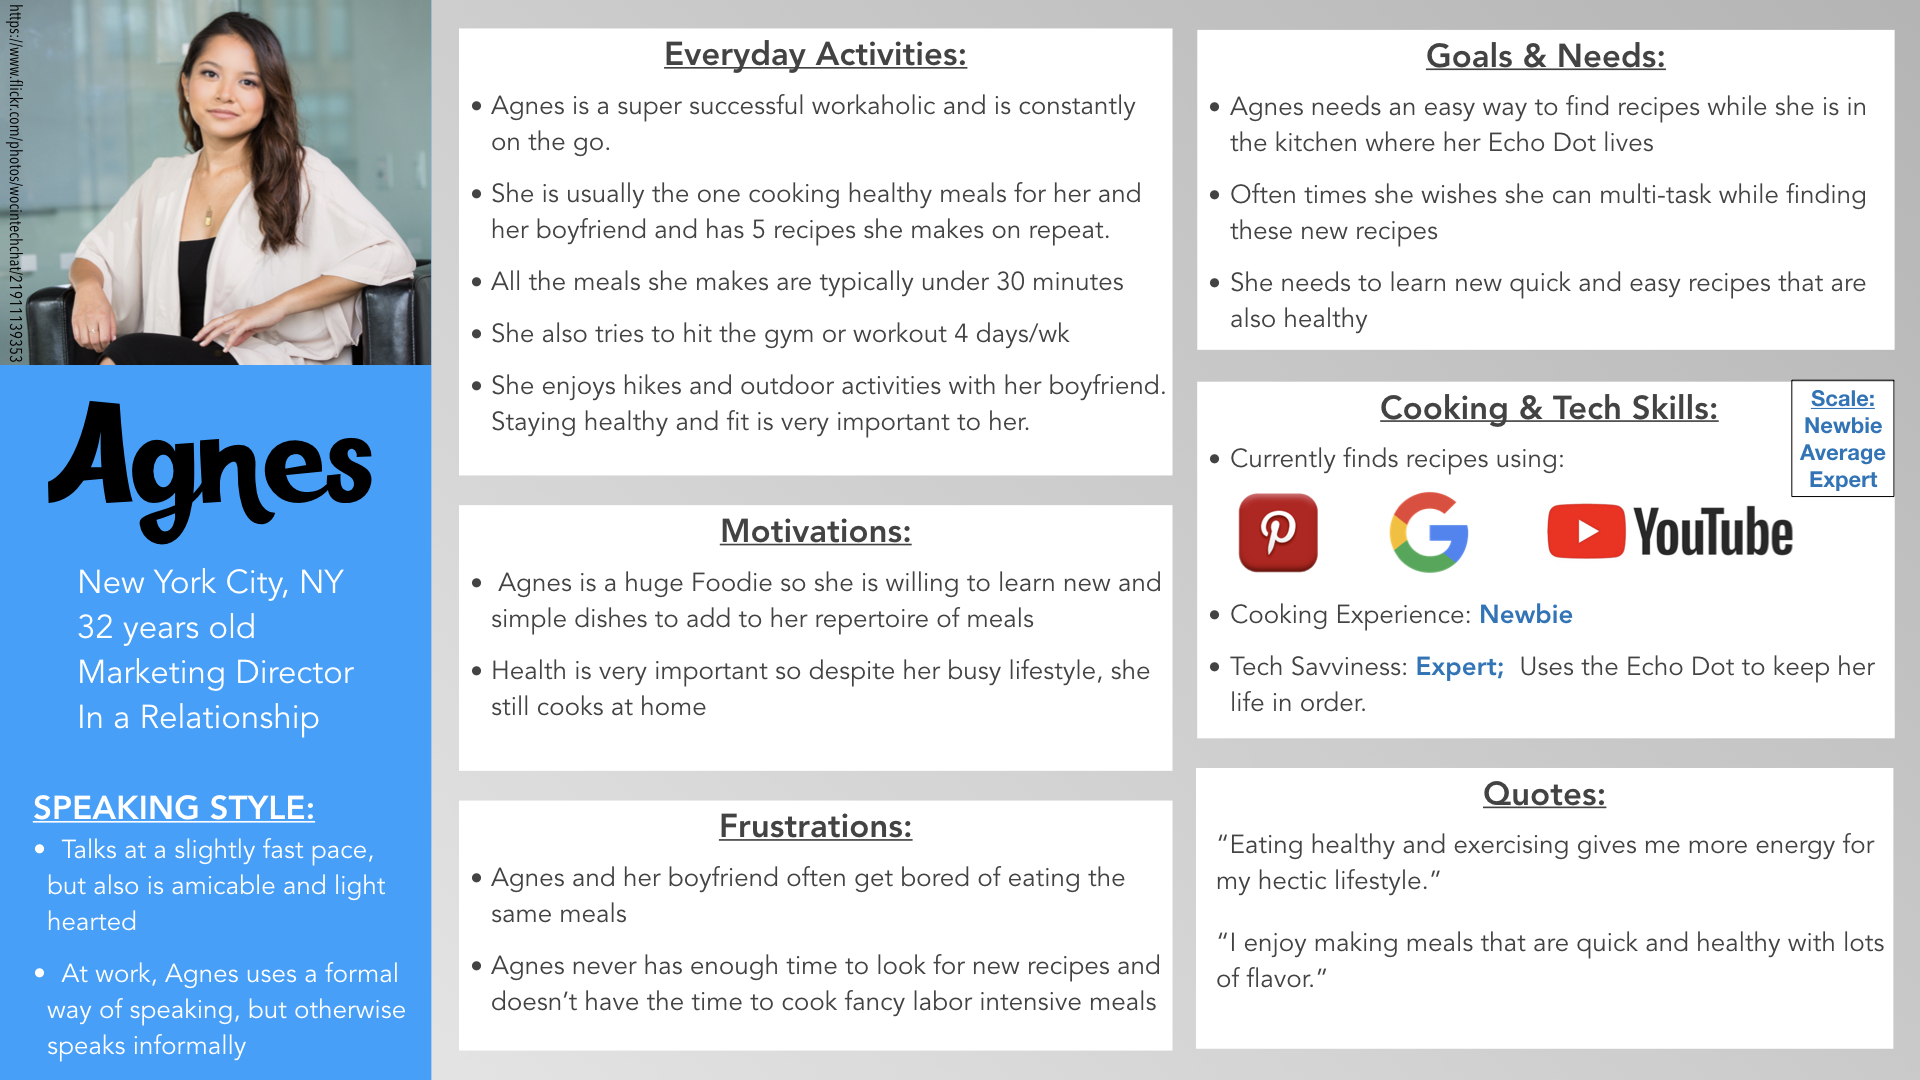 https://www.flickr.com/photos/wocintechchat/21911139353
Agnes
New York City, NY
32 years old
Marketing Director
In a Relationship
SPEAKING STYLE:
• Talks at a slightly fast pace,
but also is amicable and light
hearted
• At work, Agnes uses a formal
way of speaking, but otherwise
speaks informally
Everyday Activities:
• Agnes is a super successful workaholic and is constantly
on the go.
• She is usually the one cooking healthy meals for her and
her boyfriend and has 5 recipes she makes on repeat.
• All the meals she makes are typically under 30 minutes
• She also tries to hit the gym or workout 4 days/wk
• She enjoys hikes and outdoor activities with her boyfriend.
Staying healthy and fit is very important to her.
Motivations:
• Agnes is a huge Foodie so she is willing to learn new and
simple dishes to add to her repertoire of meals
• Health is very important so despite her busy lifestyle, she
still cooks at home
Frustrations:
• Agnes and her boyfriend often get bored of eating the
same meals
• Agnes never has enough time to look for new recipes and
doesn’t have the time to cook fancy labor intensive meals
Goals & Needs:
• Agnes needs an easy way to find recipes while she is in
the kitchen where her Echo Dot lives
• Often times she wishes she can multi-task while finding
these new recipes
• She needs to learn new quick and easy recipes that are
also healthy
Cooking & Tech Skills:
Scale:
Newbie
Average
Expert
• Currently finds recipes using:
YouTube
• Cooking Experience: Newbie
• Tech Savviness: Expert; Uses the Echo Dot to keep her
life in order.
Quotes:
“Eating healthy and exercising gives me more energy for
my hectic lifestyle.”
“I enjoy making meals that are quick and healthy with lots
of flavor.”